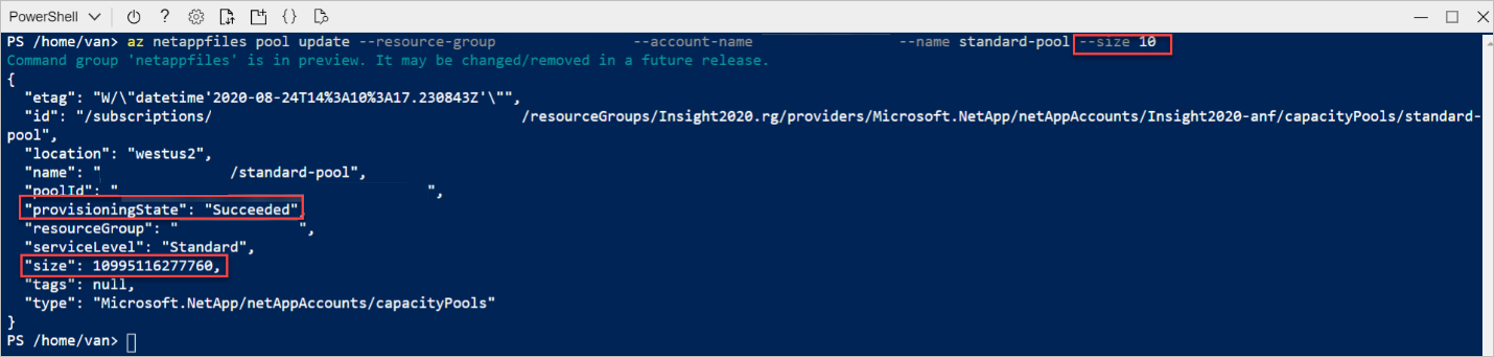 PowerShell
PS /home/van> az netappfiles pool update --resource-group --account-name --name standard-pool --size 10
Command group 'netappfiles' is in preview. It may be changed/removed in a future release.
{
"etag": "W/\"datetime'2020-08-24T14%3A10%3A17.230843Z'\"",
"id": "/subscriptions/ /resourceGroups/Insight2020.rg/providers/Microsoft.NetApp/netAppAccounts/Insight2020-anf/capacityPools/standard-
pool",
"location": "westus2",
"name": " /standard-pool",
"poolId": " ",
"provisioningState": "Succeeded",
"resourceGroup": " ",
"serviceLevel": "Standard",
"size": 10995116277760,
"tags": null,
"type": "Microsoft.NetApp/netAppAccounts/capacityPools"
}
PS /home/van>